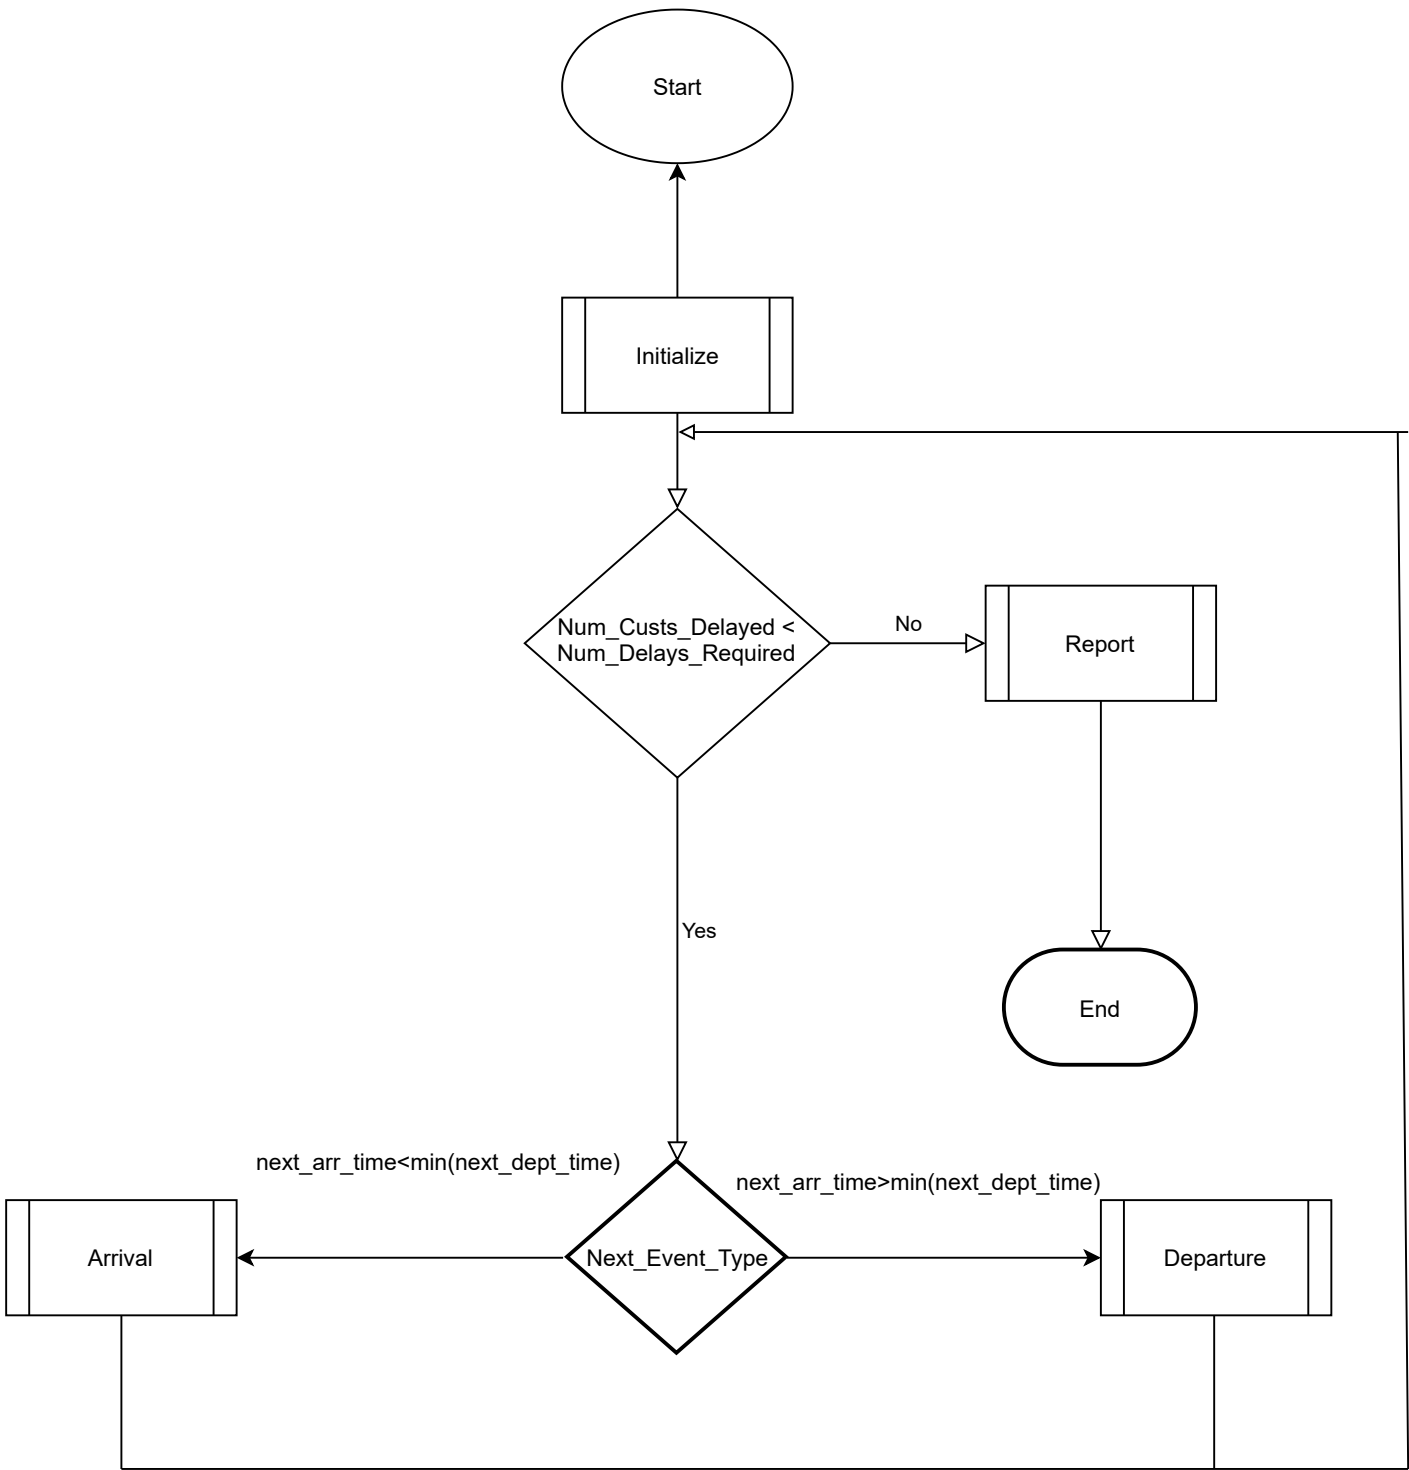 Start
Initialize
Num_Custs_Delayed <
Num_Delays_Required
No
Report
Yes
End
next_arr_time<min(next_dept_time)
next_arr_time>min(next_dept_time)
Arrival
Next_Event_Type
Departure